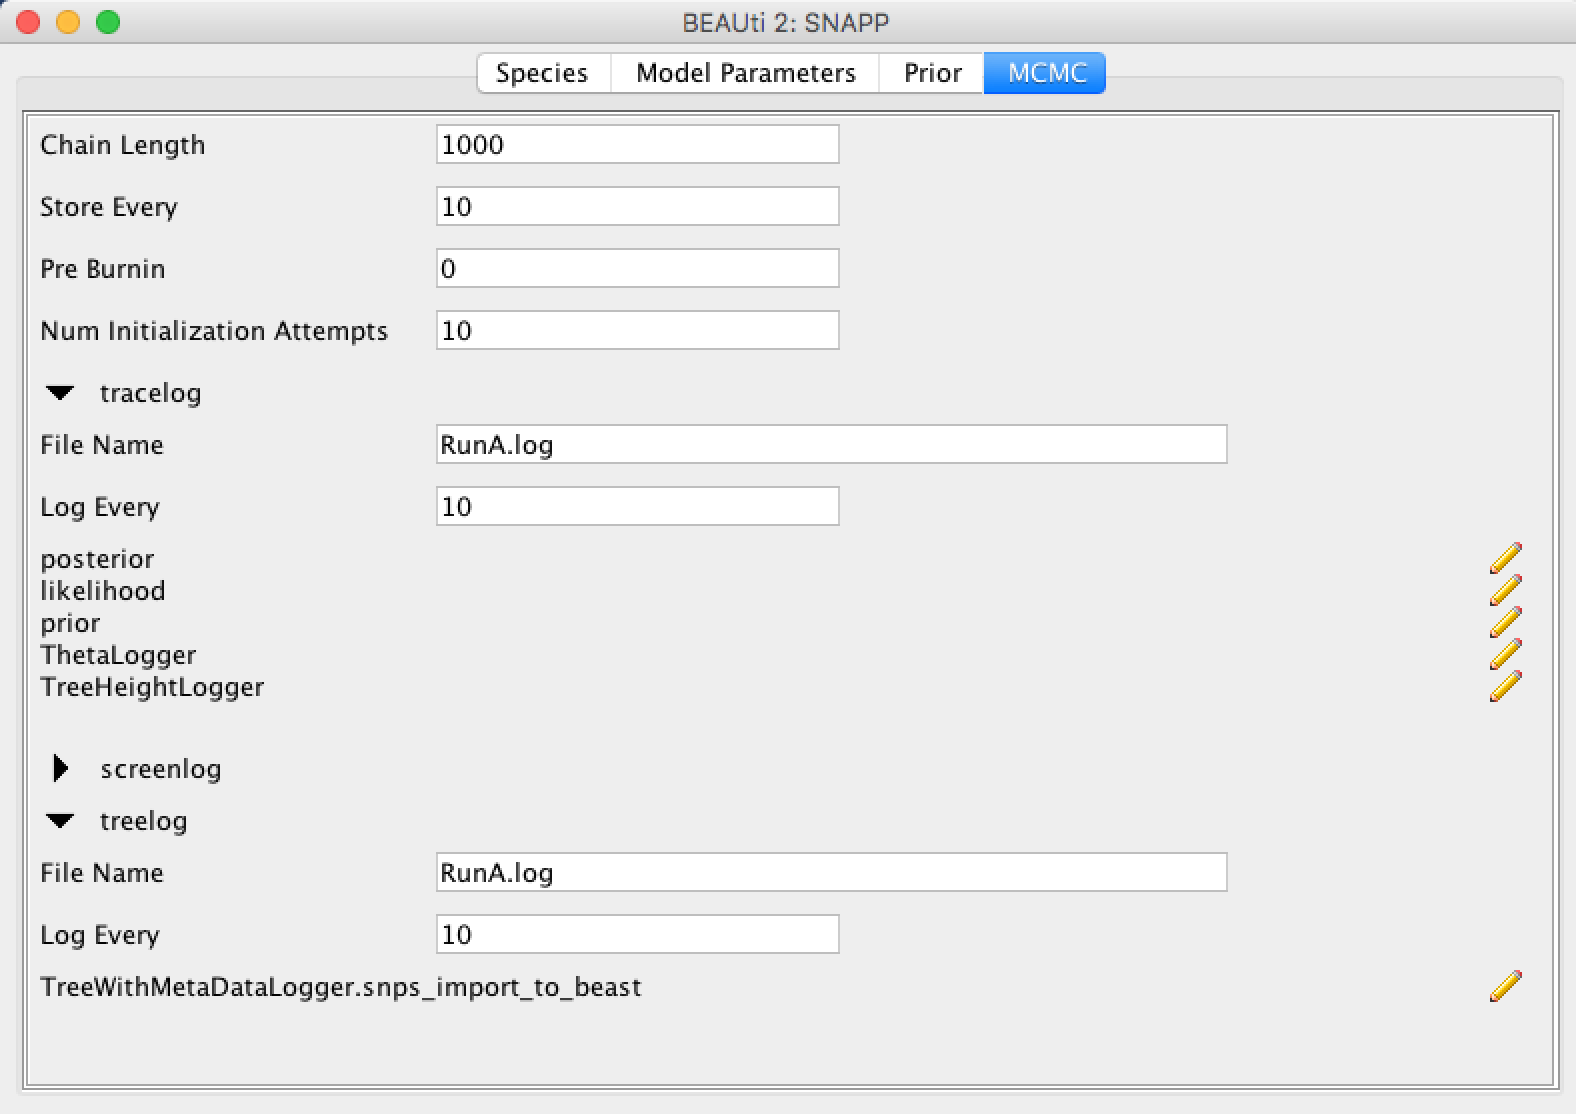 BEAUti 2: SNAPP
Species Model Parameters Prior MCMC
Chain Length 1000
Store Every 10
Pre Burnin 0
Num Initialization Attempts 10
tracelog
File Name RunA.log
Log Every 10
posterior
likelihood
prior
ThetaLogger
TreeHeightLogger
screenlog
treelog
File Name RunA.log
Log Every 10
TreeWithMetaDataLogger.snps_import_to_beast